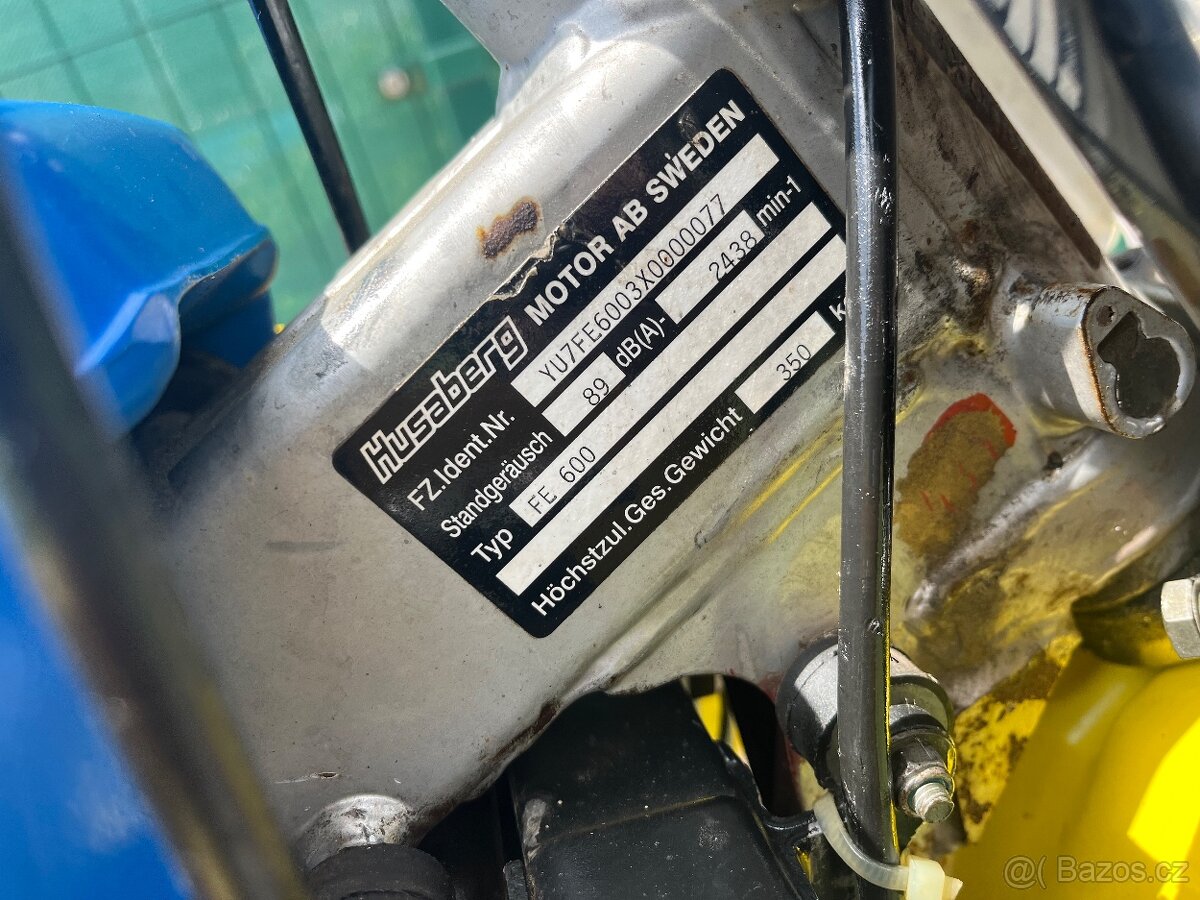 Husaberg MOTOR AB SWEDEN
FZ.Ident.Nr. YU7FE6003X0000077
Standgeräusch 89 dB(A)- 2438 min-1
Typ FE 600
Höchstzul.Ges.Gewicht 350
@( Bazos.cz